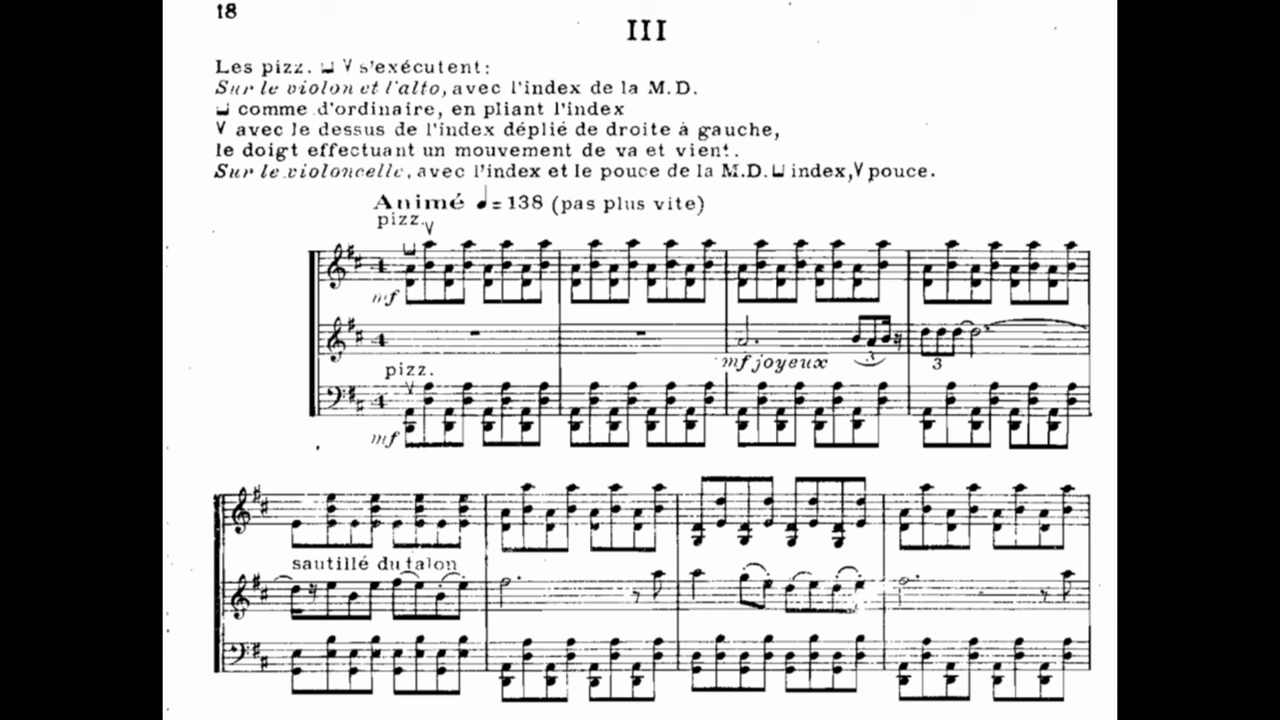 18
III
Les pizz. ⊔ V s'exécutent:
Sur le violon et l'alto, avec l'index de la M.D.
⊔ comme d'ordinaire, en pliant l'index
V avec le dessus de l'index déplié de droite à gauche,
le doigt effectuant un mouvement de va et vient.
Sur le violoncelle, avec l'index et le pouce de la M.D. ⊔ index, V pouce.
Animé ♩=138 (pas plus vite)
pizz.
mf
mf joyeux
3
3
pizz.
mf
sautillé du talon